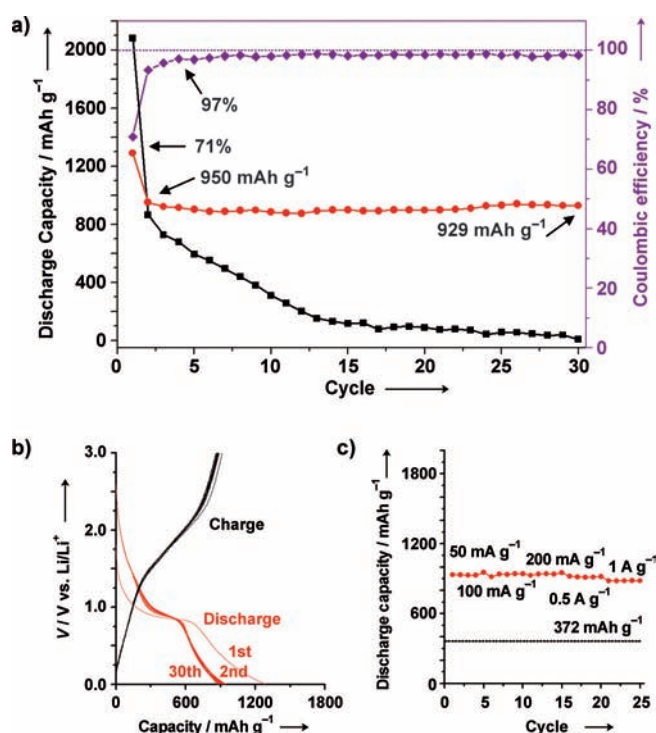 a)
Discharge Capacity / mAh g⁻¹
2000
1600
1200
800
400
0
97%
71%
950 mAh g⁻¹
929 mAh g⁻¹
100
80
60
40
20
0
Coulombic efficiency / %
0 5 10 15 20 25 30
Cycle
b)
V / V vs. Li/Li⁺
3.0
2.0
1.0
0.0
Charge
Discharge
1st
30th 2nd
0 600 1200 1800
Capacity / mAh g⁻¹
c)
Discharge capacity / mAh g⁻¹
1800
1200
900
600
300
0
50 mA g⁻¹
200 mA g⁻¹
1 A g⁻¹
100 mA g⁻¹
0.5 A g⁻¹
372 mAh g⁻¹
0 5 10 15 20 25
Cycle